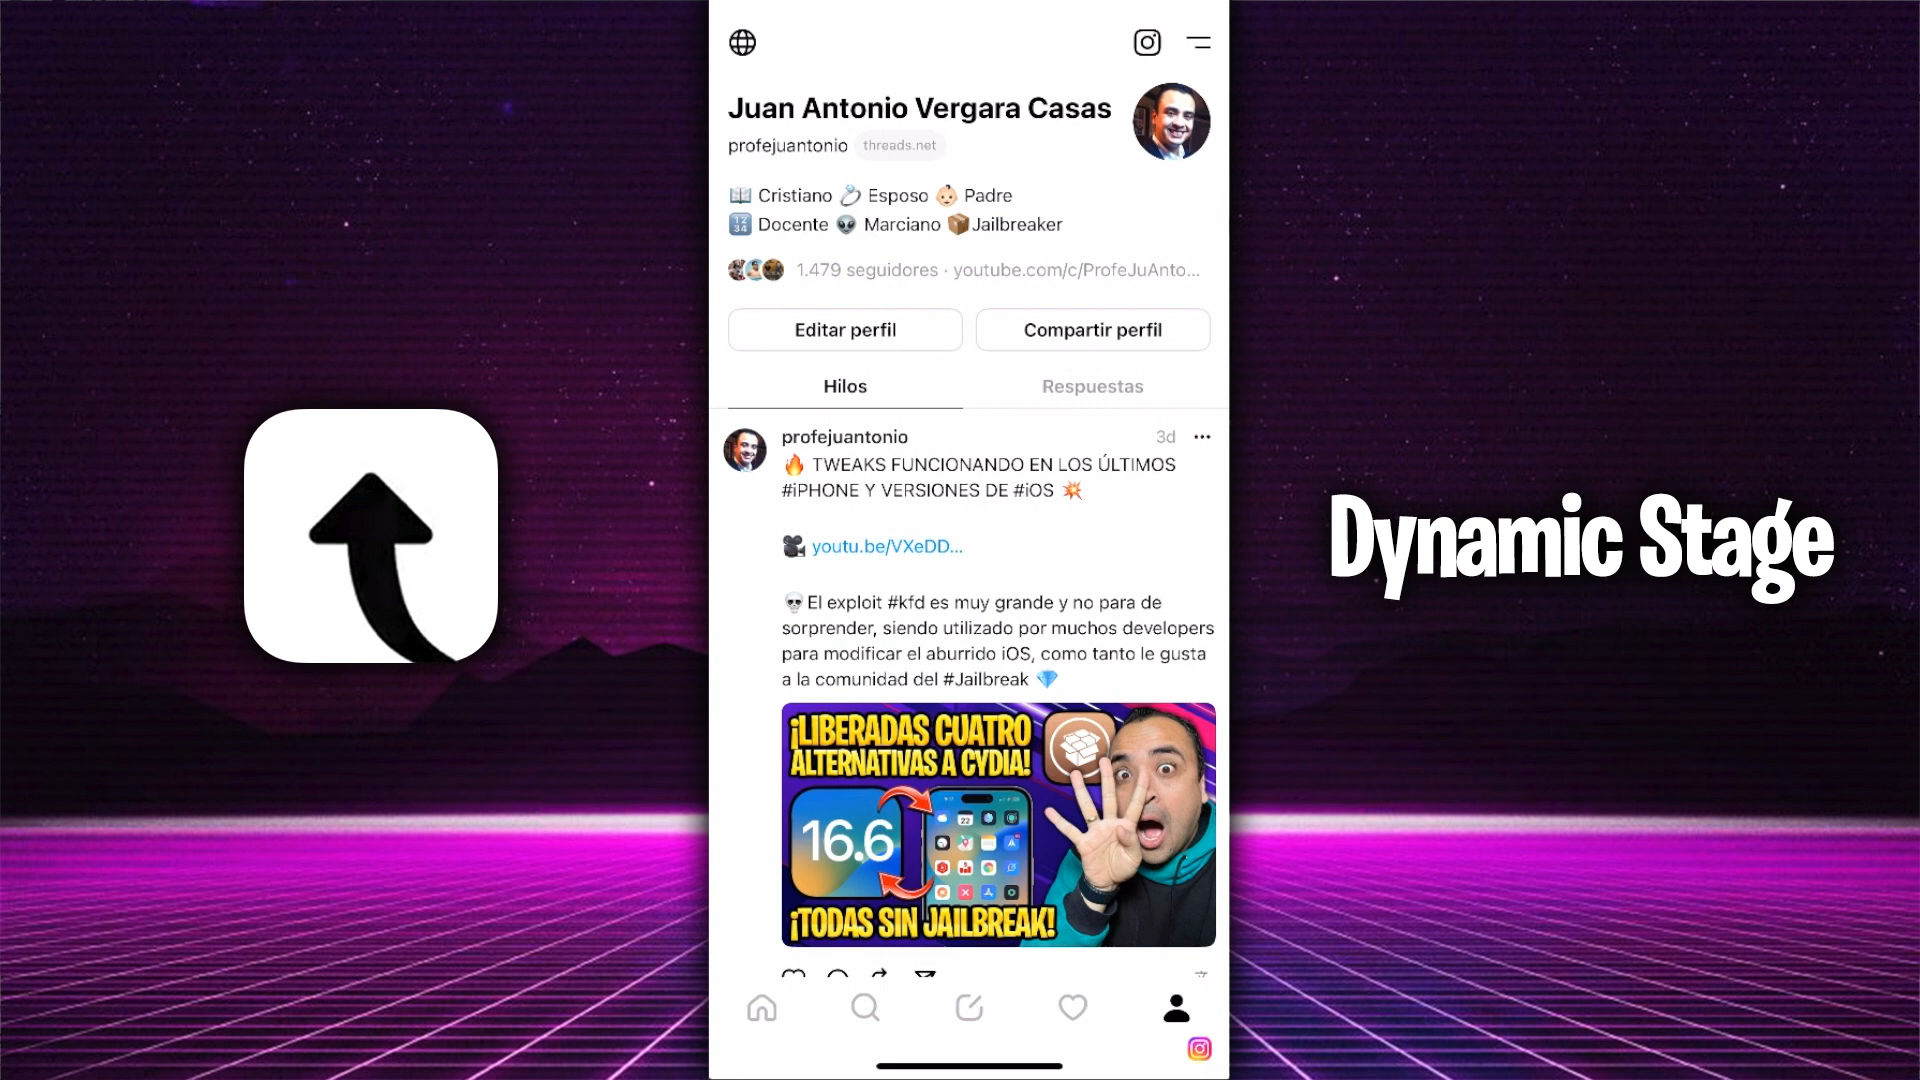 Juan Antonio Vergara Casas
profejuantonio threads.net
Cristiano Esposo Padre
Docente Marciano Jailbreaker
1.479 seguidores · youtube.com/c/ProfeJuAnto...
Editar perfil
Compartir perfil
Hilos
Respuestas
profejuantonio
3d
TWEAKS FUNCIONANDO EN LOS ÚLTIMOS
#iPHONE Y VERSIONES DE #iOS
youtu.be/VXeDD...
El exploit #kfd es muy grande y no para de
sorprender, siendo utilizado por muchos developers
para modificar el aburrido iOS, como tanto le gusta
a la comunidad del #Jailbreak
¡LIBERADAS CUATRO
ALTERNATIVAS A CYDIA!
16.6
22
¡TODAS SIN JAILBREAK!
Dynamic Stage